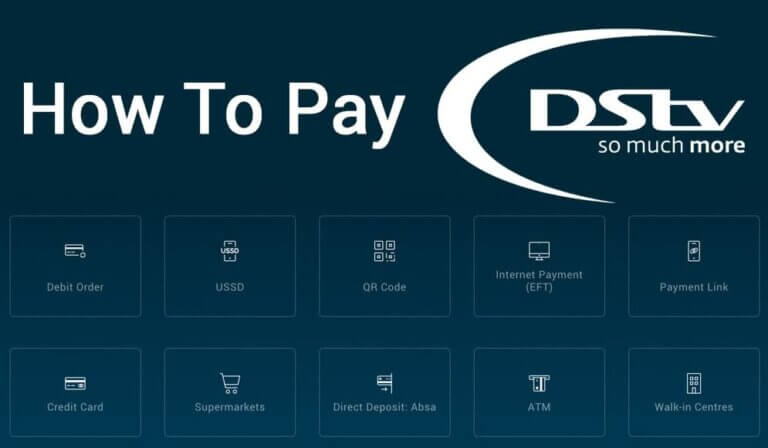 How To Pay
DStv
so much more
Debit Order
USSD
USSD
QR Code
Internet Payment
(EFT)
Payment Link
Credit Card
Supermarkets
Direct Deposit: Absa
ATM
Walk-in Centres